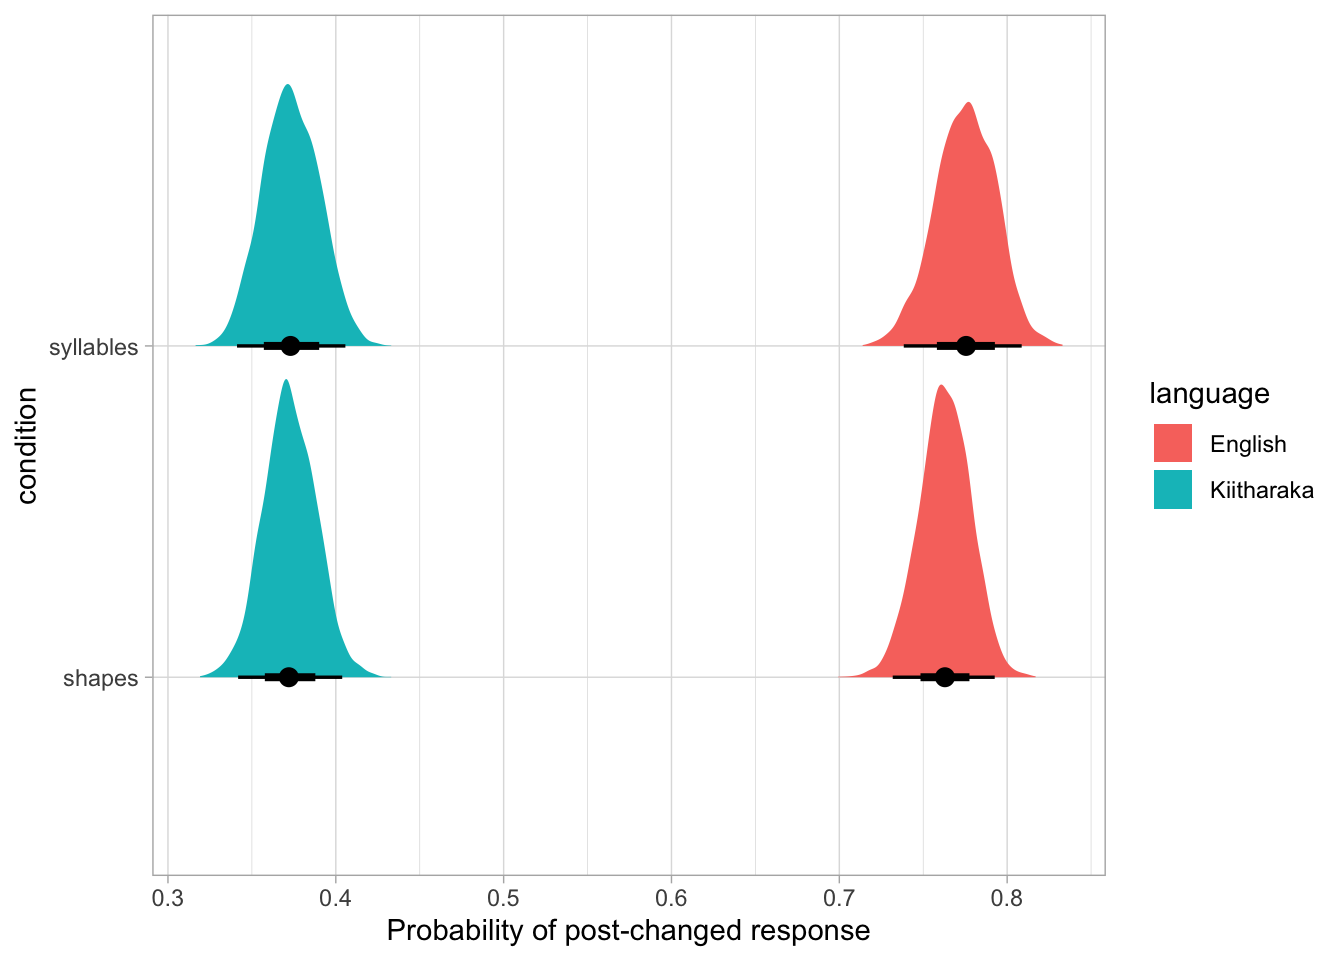 syllables
shapes
condition
0.3 0.4 0.5 0.6 0.7 0.8
Probability of post-changed response
language
English
Kiitharaka